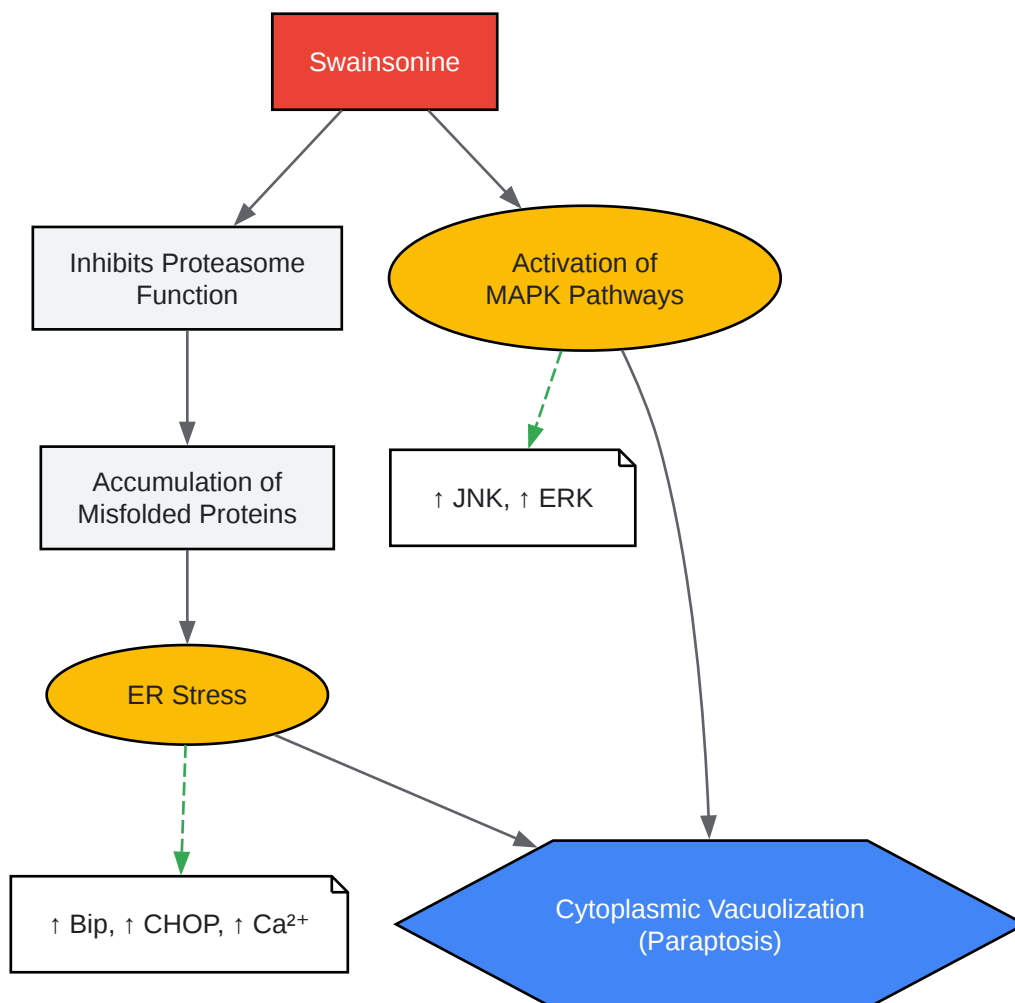 Swainsonine
Inhibits Proteasome
Function
Activation of
MAPK Pathways
Accumulation of
Misfolded Proteins
↑ JNK, ↑ ERK
ER Stress
↑ Bip, ↑ CHOP, ↑ Ca²⁺
Cytoplasmic Vacuolization
(Paraptosis)